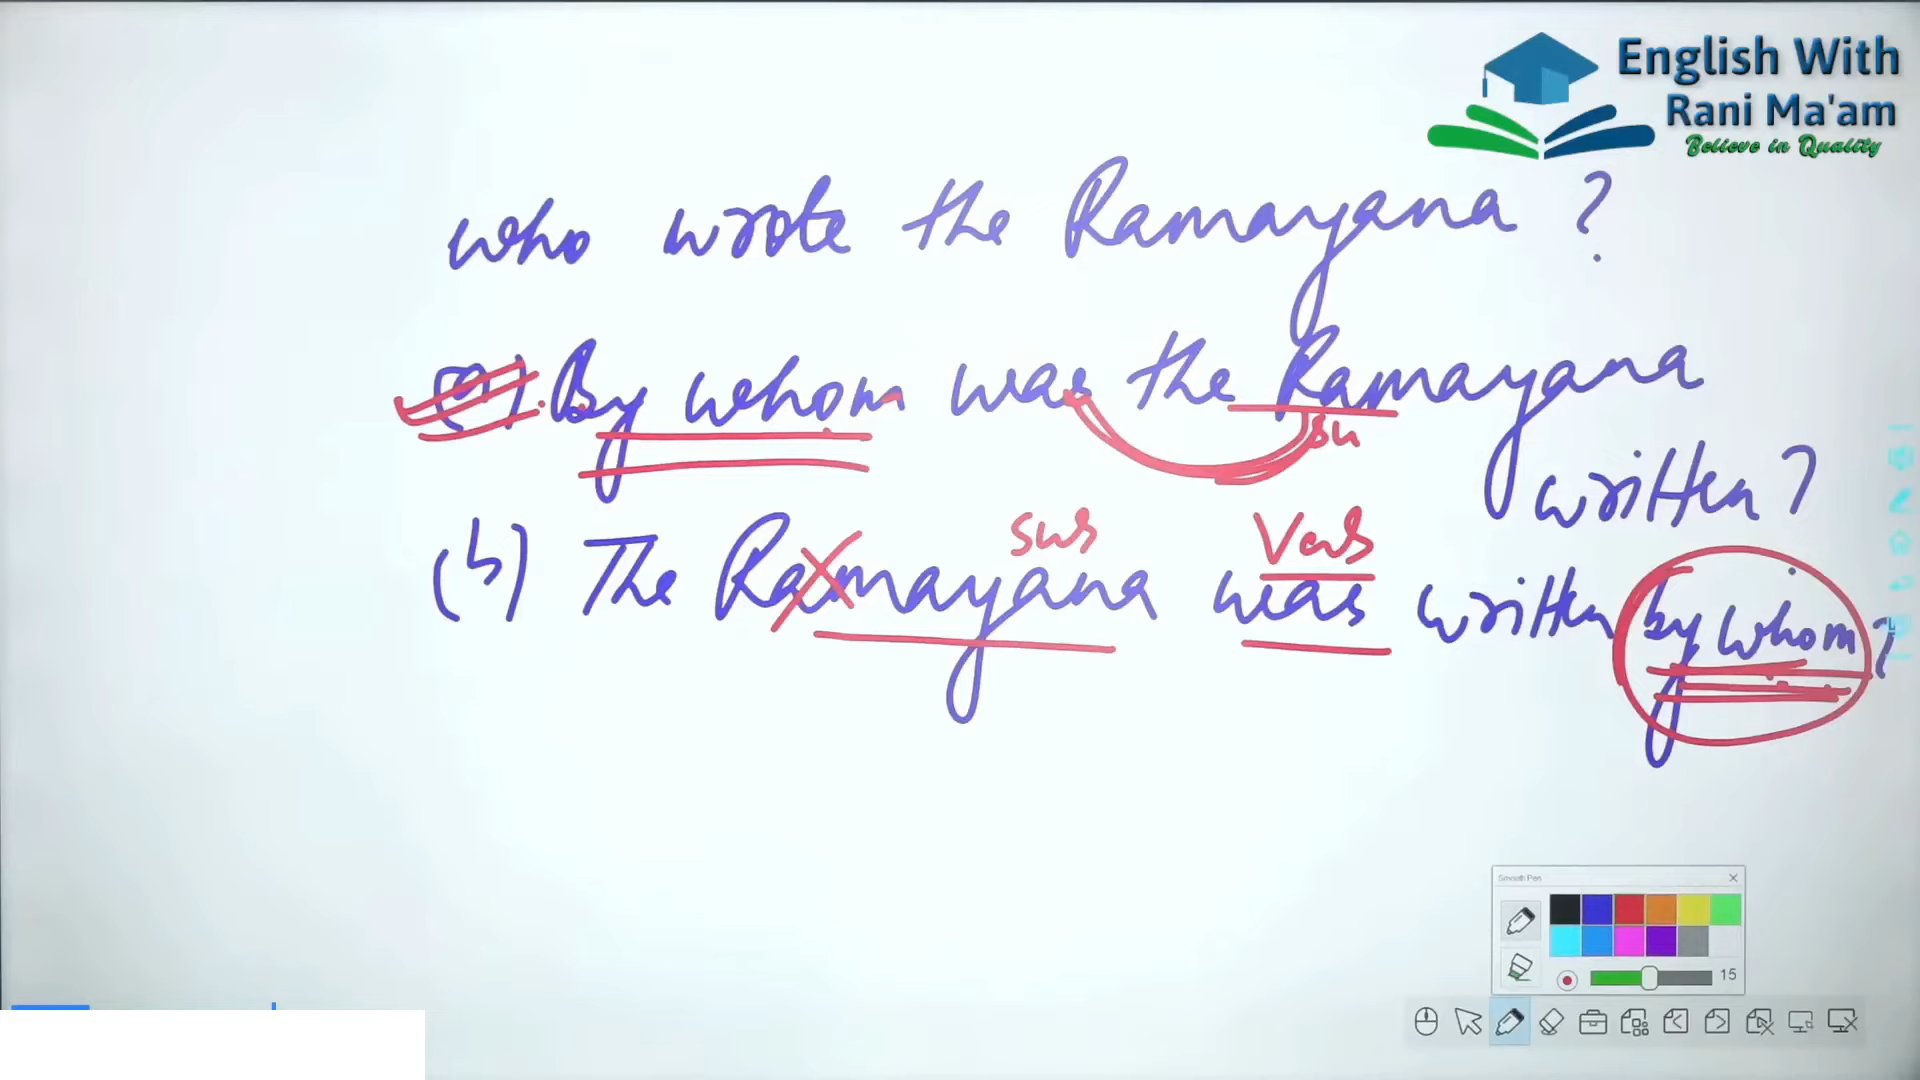 English With
Rani Ma'am
Believe in Quality
who wrote the Ramayana ?
(a) By whom was the Ramayana
su
written ?
sub
Verb
(b) The Ramayana was written by whom ?
Smooth Pen
15